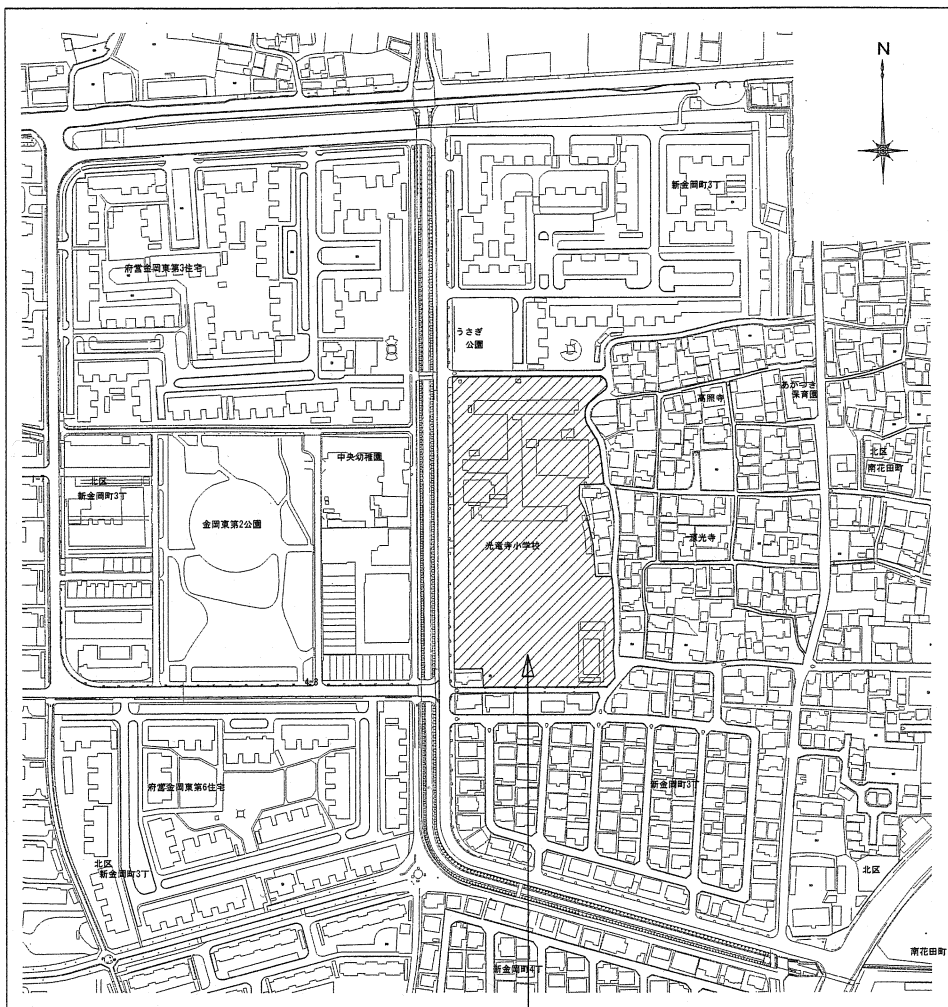 N
新金岡町3丁
府営金岡東第3住宅
うさぎ
公園
高照寺
あかつき
保育園
中央幼稚園
北区
南花田町
北区
新金岡町3丁
金岡東第2公園
光竜寺小学校
府営金岡東第6住宅
新金岡町3丁
北区
新金岡町3丁
北区
南花田町
新金岡町4丁